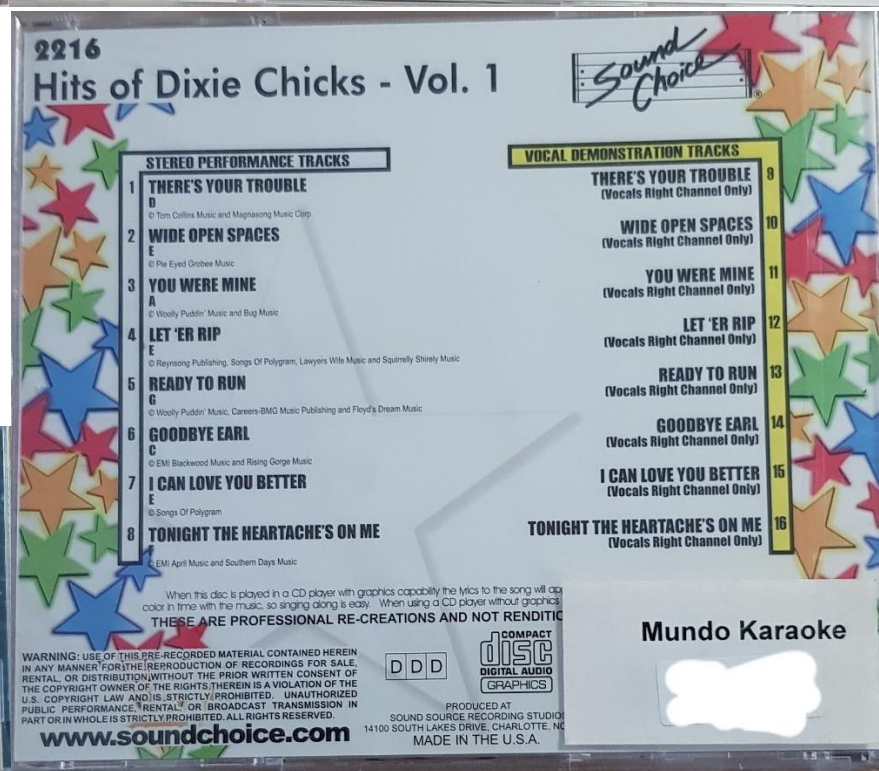 2216
Hits of Dixie Chicks - Vol. 1
Sound
Choice
®
STEREO PERFORMANCE TRACKS
1 THERE'S YOUR TROUBLE
D
© Tom Collins Music and Magnasong Music Corp
2 WIDE OPEN SPACES
E
© Pie Eyed Grobee Music
3 YOU WERE MINE
A
© Woolly Puddin' Music and Bug Music
4 LET 'ER RIP
E
© Reynsong Publishing, Songs Of Polygram, Lawyers Wife Music and Squirrelly Shirely Music
5 READY TO RUN
G
© Woolly Puddin' Music, Careers-BMG Music Publishing and Floyd's Dream Music
6 GOODBYE EARL
C
© EMI Blackwood Music and Rising Gorge Music
7 I CAN LOVE YOU BETTER
E
© Songs Of Polygram
8 TONIGHT THE HEARTACHE'S ON ME
EMI April Music and Southern Days Music
VOCAL DEMONSTRATION TRACKS
THERE'S YOUR TROUBLE 9
(Vocals Right Channel Only)
WIDE OPEN SPACES 10
(Vocals Right Channel Only)
YOU WERE MINE 11
(Vocals Right Channel Only)
LET 'ER RIP 12
(Vocals Right Channel Only)
READY TO RUN 13
(Vocals Right Channel Only)
GOODBYE EARL 14
(Vocals Right Channel Only)
I CAN LOVE YOU BETTER 15
(Vocals Right Channel Only)
TONIGHT THE HEARTACHE'S ON ME 16
(Vocals Right Channel Only)
When this disc is played in a CD player with graphics capability the lyrics to the song will
color in time with the music, so singing along is easy. When using a CD player without graphics
THESE ARE PROFESSIONAL RE-CREATIONS AND NOT
WARNING: USE OF THIS PRE-RECORDED MATERIAL CONTAINED HEREIN
IN ANY MANNER FOR THE REPRODUCTION OF RECORDINGS FOR SALE,
RENTAL, OR DISTRIBUTION WITHOUT THE PRIOR WRITTEN CONSENT OF
THE COPYRIGHT OWNER OF THE RIGHTS THEREIN IS A VIOLATION OF THE
U.S. COPYRIGHT LAW AND IS STRICTLY PROHIBITED. UNAUTHORIZED
PUBLIC PERFORMANCE, RENTAL, OR BROADCAST TRANSMISSION IN
PART OR IN WHOLE IS STRICTLY PROHIBITED. ALL RIGHTS RESERVED.
www.soundchoice.com
DDD
COMPACT
disc
DIGITAL AUDIO
GRAPHICS
PRODUCED AT
SOUND SOURCE RECORDING
14100 SOUTH LAKES DRIVE, CHARLOTTE, NC
MADE IN THE U.S.A.
Mundo Karaoke